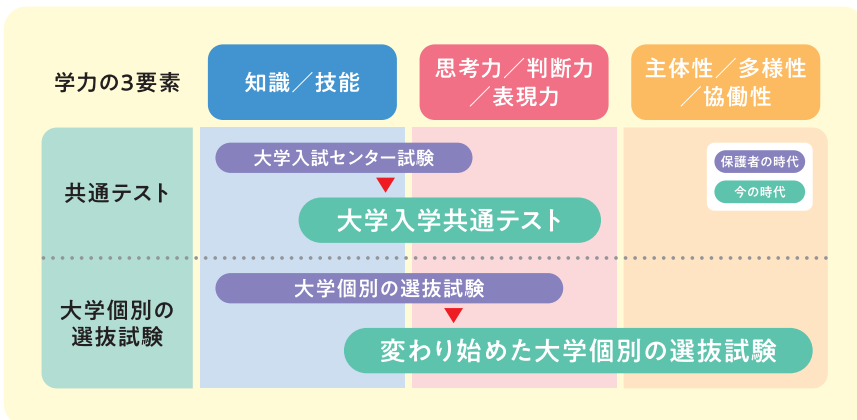 学力の3要素
知識／技能
思考力／判断力
／表現力
主体性／多様性
／協働性
共通テスト
大学入試センター試験
大学入学共通テスト
保護者の時代
今の時代
大学個別の
選抜試験
大学個別の選抜試験
変わり始めた大学個別の選抜試験